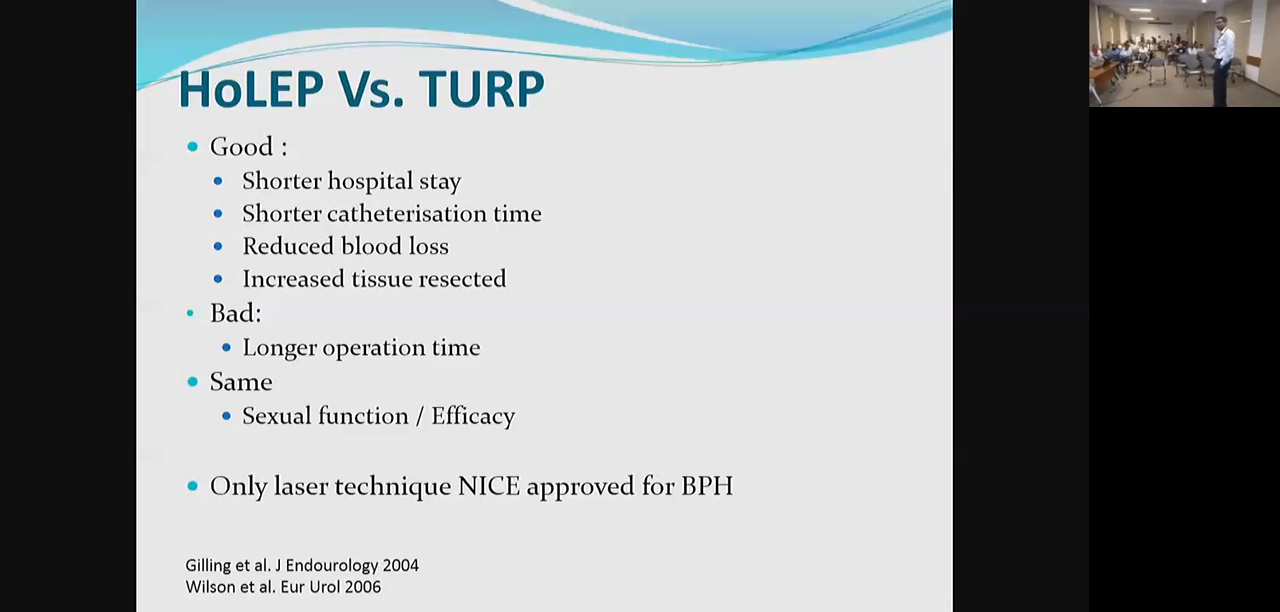 HoLEP Vs. TURP
Good :
Shorter hospital stay
Shorter catheterisation time
Reduced blood loss
Increased tissue resected
Bad:
Longer operation time
Same
Sexual function / Efficacy
Only laser technique NICE approved for BPH
Gilling et al. J Endourology 2004
Wilson et al. Eur Urol 2006